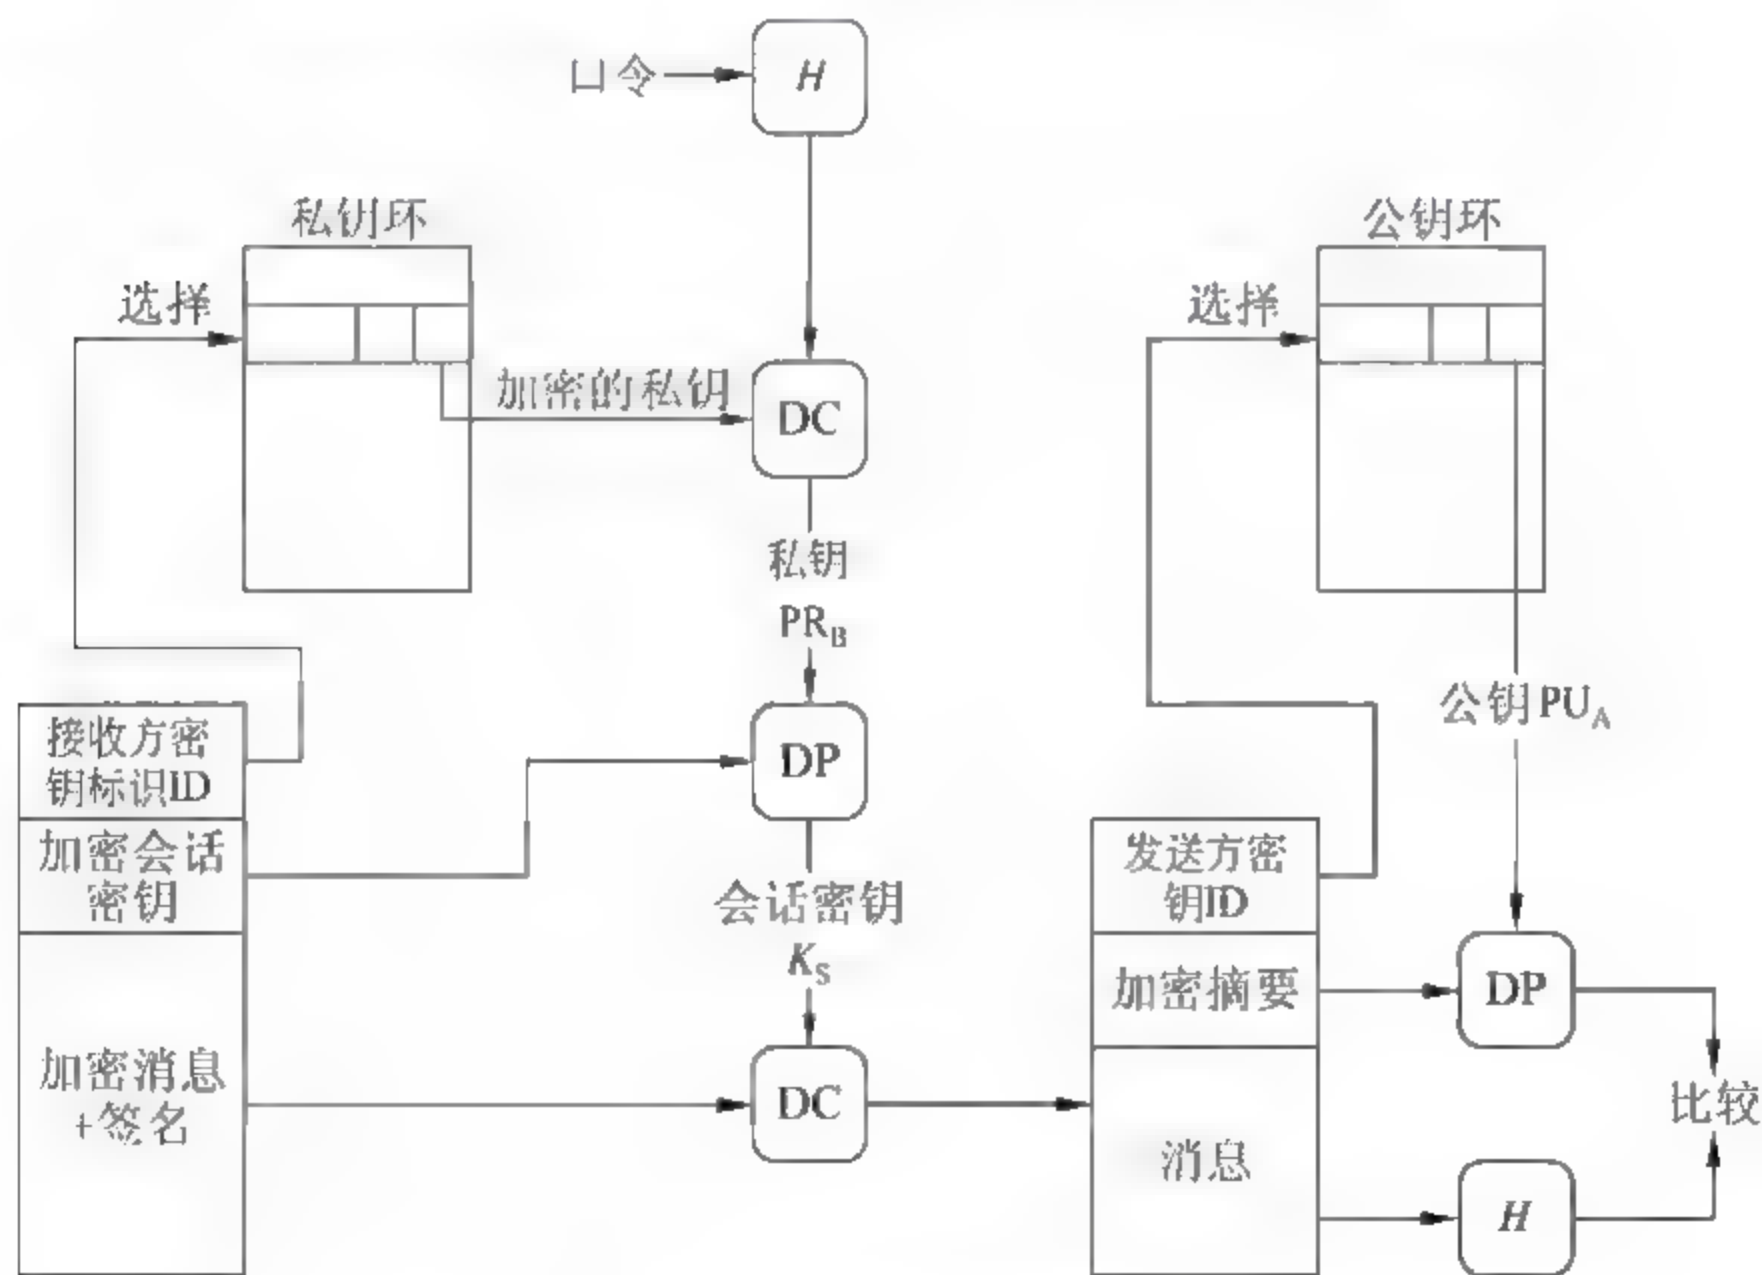 口令
H
私钥环
公钥环
选择
选择
加密的私钥
DC
私钥
PR_B
接收方密
钥标识ID
DP
公钥PU_A
加密会话
密钥
会话密钥
K_S
发送方密
钥ID
加密摘要
DP
加密消息
+签名
DC
消息
比较
H